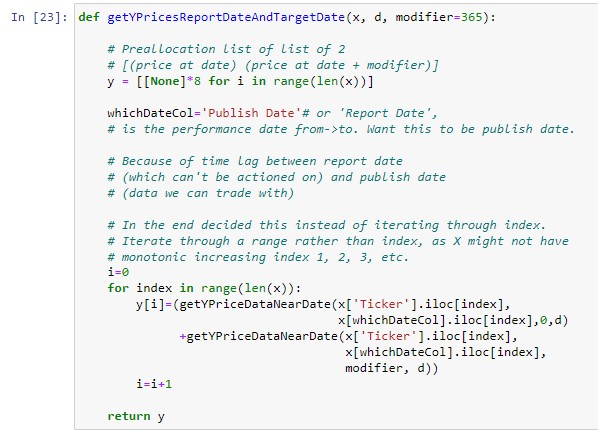 In [23]: def getYPricesReportDateAndTargetDate(x, d, modifier=365):
# Preallocation list of list of 2
# [(price at date) (price at date + modifier)]
y = [[None]*8 for i in range(len(x))]
whichDateCol='Publish Date'# or 'Report Date',
# is the performance date from->to. Want this to be publish date.
# Because of time lag between report date
# (which can't be actioned on) and publish date
# (data we can trade with)
# In the end decided this instead of iterating through index.
# Iterate through a range rather than index, as X might not have
# monotonic increasing index 1, 2, 3, etc.
i=0
for index in range(len(x)):
y[i]=(getYPriceDataNearDate(x['Ticker'].iloc[index],
x[whichDateCol].iloc[index],0,d)
+getYPriceDataNearDate(x['Ticker'].iloc[index],
x[whichDateCol].iloc[index],
modifier, d))
i=i+1
return y